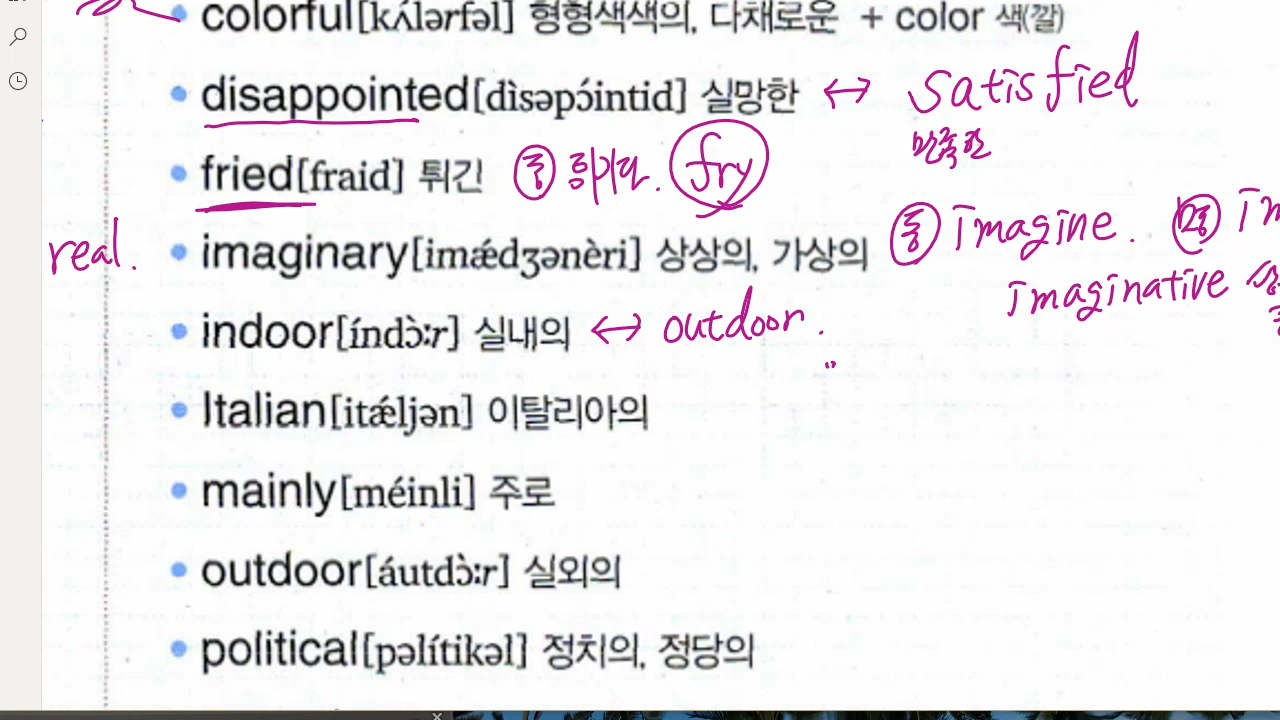 colorful[kʌ́lərfəl] 형형색색의, 다채로운 + color 색(깔)
disappointed[dìsəpɔ́intid] 실망한 ↔ satisfied
만족한
fried[fraid] 튀긴 동 튀기다. fry
real. imaginary[imǽdʒənèri] 상상의, 가상의 동 imagine. 명
imaginative
indoor[índɔ̀ːr] 실내의 ↔ outdoor.
Italian[itǽljən] 이탈리아의
mainly[méinli] 주로
outdoor[áutdɔ̀ːr] 실외의
political[pəlítikəl] 정치의, 정당의